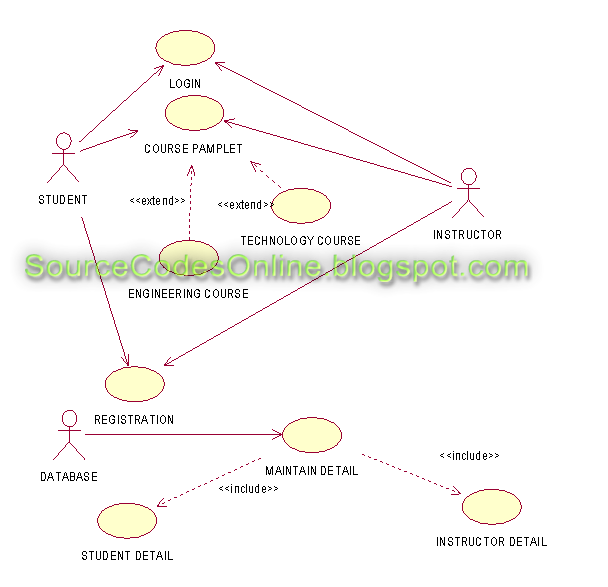 LOGIN
COURSE PAMPLET
STUDENT
<<extend>>
<<extend>>
TECHNOLOGY COURSE
INSTRUCTOR
SourceCodesOnline.blogspot.com
ENGINEERING COURSE
REGISTRATION
DATABASE
MAINTAIN DETAIL
<<include>>
<<include>>
STUDENT DETAIL
INSTRUCTOR DETAIL